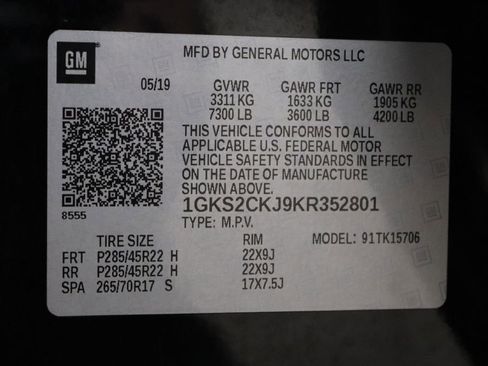 GM
MFD BY GENERAL MOTORS LLC
05/19 GVWR GAWR FRT GAWR RR
3311 KG 1633 KG 1905 KG
7300 LB 3600 LB 4200 LB
THIS VEHICLE CONFORMS TO ALL
APPLICABLE U.S. FEDERAL MOTOR
VEHICLE SAFETY STANDARDS IN EFFECT
ON THE DATE OF MANUFACTURE
SHOWN ABOVE.
8555
1GKS2CKJ9KR352801
TYPE: M.P.V.
TIRE SIZE RIM MODEL: 91TK15706
FRT P285/45R22 H 22X9J
RR P285/45R22 H 22X9J
SPA 265/70R17 S 17X7.5J